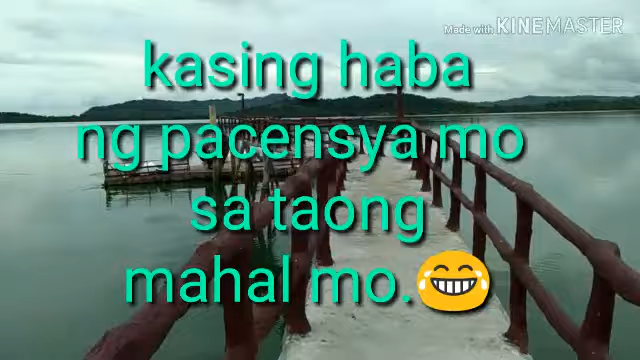 Made with KINEMASTER
kasing haba
ng pacensya mo
sa taong
mahal mo.😂